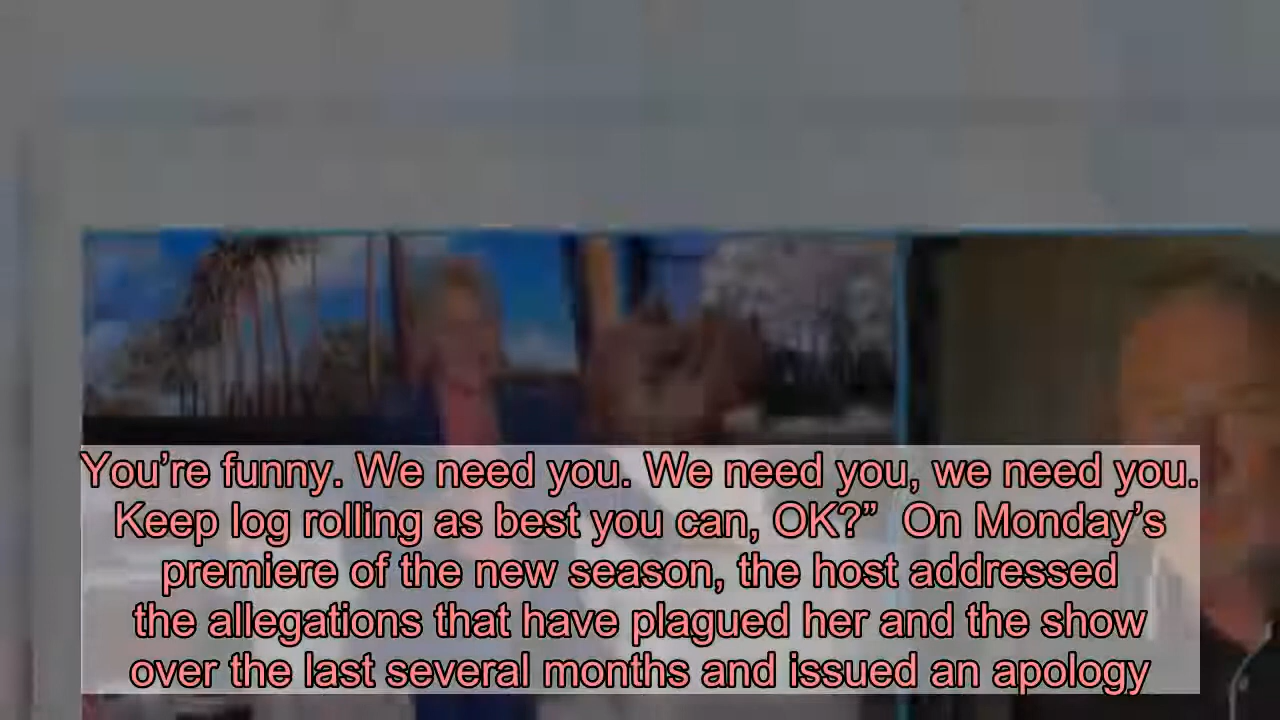 You’re funny. We need you. We need you, we need you.
Keep log rolling as best you can, OK?”  On Monday’s
premiere of the new season, the host addressed
the allegations that have plagued her and the show
over the last several months and issued an apology